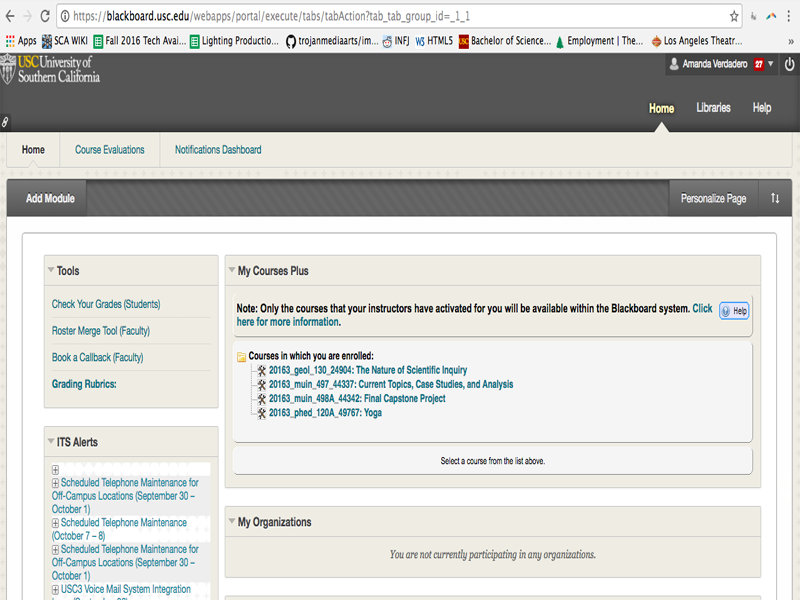 https://blackboard.usc.edu/webapps/portal/execute/tabs/tabAction?tab_tab_group_id=_1_1
Apps SCA WIKI Fall 2016 Tech Avai... Lighting Productio... trojanmediaarts/im... INFJ W3 HTML5 USC Bachelor of Science... Employment | The... Los Angeles Theatr... »
USC University of
Southern California
Amanda Verdadero 27
Home Libraries Help
Home Course Evaluations Notifications Dashboard
Add Module Personalize Page
Tools
Check Your Grades (Students)
Roster Merge Tool (Faculty)
Book a Callback (Faculty)
Grading Rubrics:
ITS Alerts
Scheduled Telephone Maintenance for
Off-Campus Locations (September 30 –
October 1)
Scheduled Telephone Maintenance
(October 7 – 8)
Scheduled Telephone Maintenance for
Off-Campus Locations (September 30 –
October 1)
USC3 Voice Mail System Integration
My Courses Plus
Note: Only the courses that your instructors have activated for you will be available within the Blackboard system. Click
here for more information.
Help
Courses in which you are enrolled:
20163_geol_130_24904: The Nature of Scientific Inquiry
20163_muin_497_44337: Current Topics, Case Studies, and Analysis
20163_muin_498A_44342: Final Capstone Project
20163_phed_120A_49767: Yoga
Select a course from the list above.
My Organizations
You are not currently participating in any organizations.